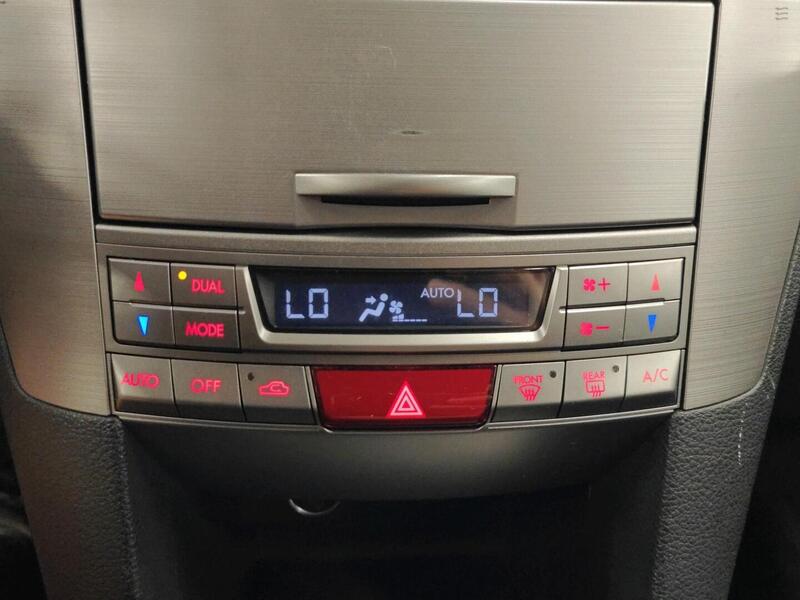 DUAL
LO AUTO LO
MODE
AUTO OFF FRONT REAR A/C